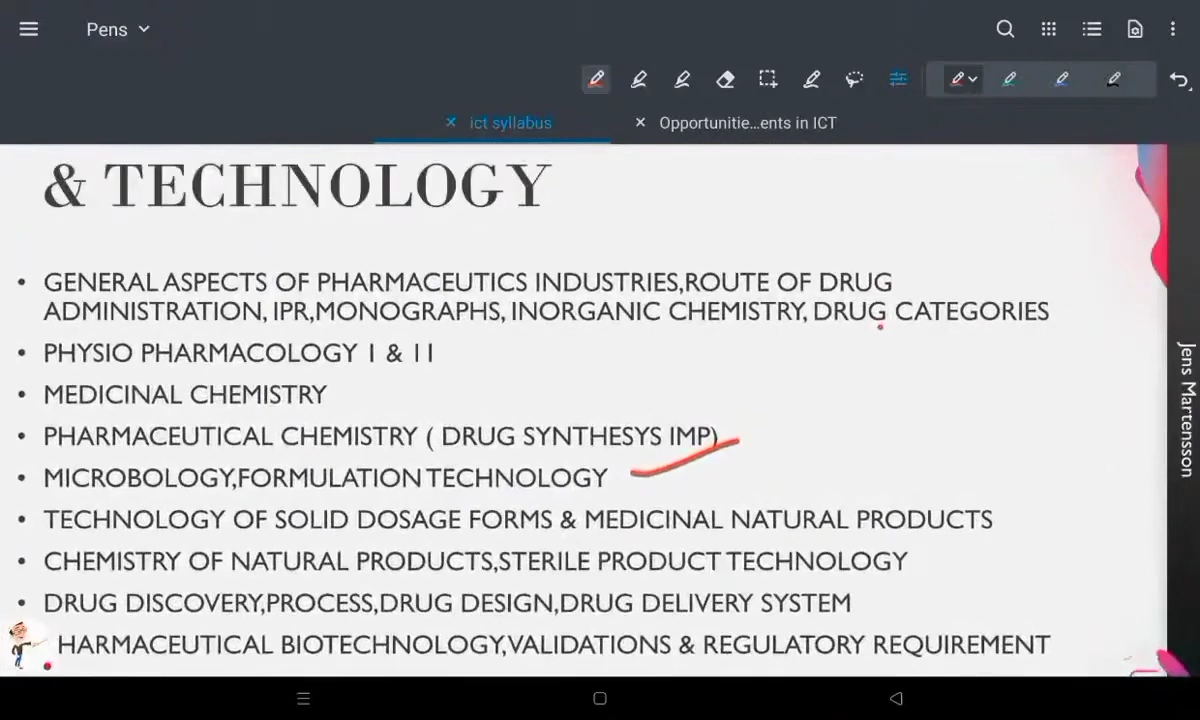 Pens
ict syllabus
Opportunitie...ents in ICT
& TECHNOLOGY
• GENERAL ASPECTS OF PHARMACEUTICS INDUSTRIES,ROUTE OF DRUG
ADMINISTRATION, IPR,MONOGRAPHS, INORGANIC CHEMISTRY, DRUG CATEGORIES
• PHYSIO PHARMACOLOGY I & II
• MEDICINAL CHEMISTRY
• PHARMACEUTICAL CHEMISTRY ( DRUG SYNTHESYS IMP)
• MICROBOLOGY,FORMULATION TECHNOLOGY
• TECHNOLOGY OF SOLID DOSAGE FORMS & MEDICINAL NATURAL PRODUCTS
• CHEMISTRY OF NATURAL PRODUCTS,STERILE PRODUCT TECHNOLOGY
• DRUG DISCOVERY,PROCESS,DRUG DESIGN,DRUG DELIVERY SYSTEM
HARMACEUTICAL BIOTECHNOLOGY,VALIDATIONS & REGULATORY REQUIREMENT
Jens Martensson